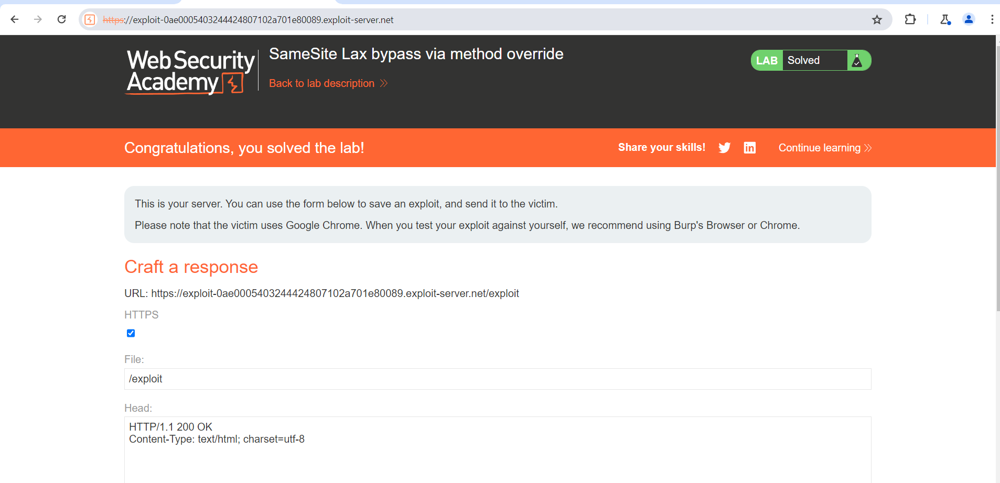 https://exploit-0ae0005403244424807102a701e80089.exploit-server.net
Web Security
Academy
SameSite Lax bypass via method override
Back to lab description
LAB Solved
Congratulations, you solved the lab!
Share your skills!
Continue learning
This is your server. You can use the form below to save an exploit, and send it to the victim.
Please note that the victim uses Google Chrome. When you test your exploit against yourself, we recommend using Burp's Browser or Chrome.
Craft a response
URL: https://exploit-0ae0005403244424807102a701e80089.exploit-server.net/exploit
HTTPS
File:
/exploit
Head:
HTTP/1.1 200 OK
Content-Type: text/html; charset=utf-8